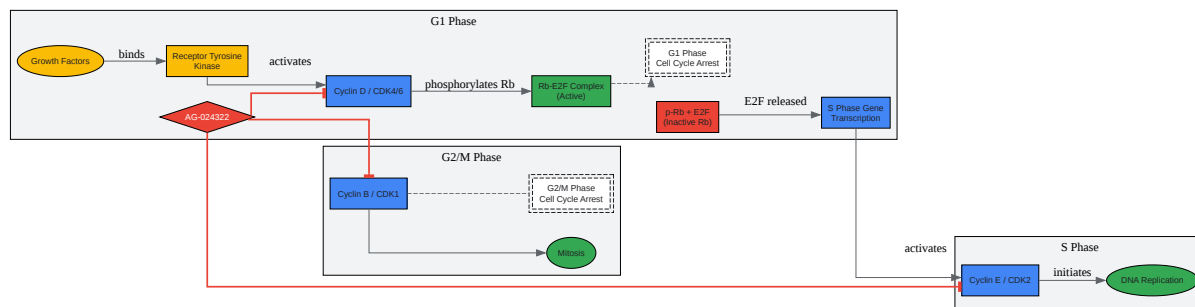 G1 Phase
Growth Factors
binds
Receptor Tyrosine
Kinase
activates
Cyclin D / CDK4/6
phosphorylates Rb
Rb-E2F Complex
(Active)
G1 Phase
Cell Cycle Arrest
p-Rb + E2F
(Inactive Rb)
E2F released
S Phase Gene
Transcription
AG-024322
G2/M Phase
Cyclin B / CDK1
G2/M Phase
Cell Cycle Arrest
Mitosis
activates
S Phase
Cyclin E / CDK2
initiates
DNA Replication